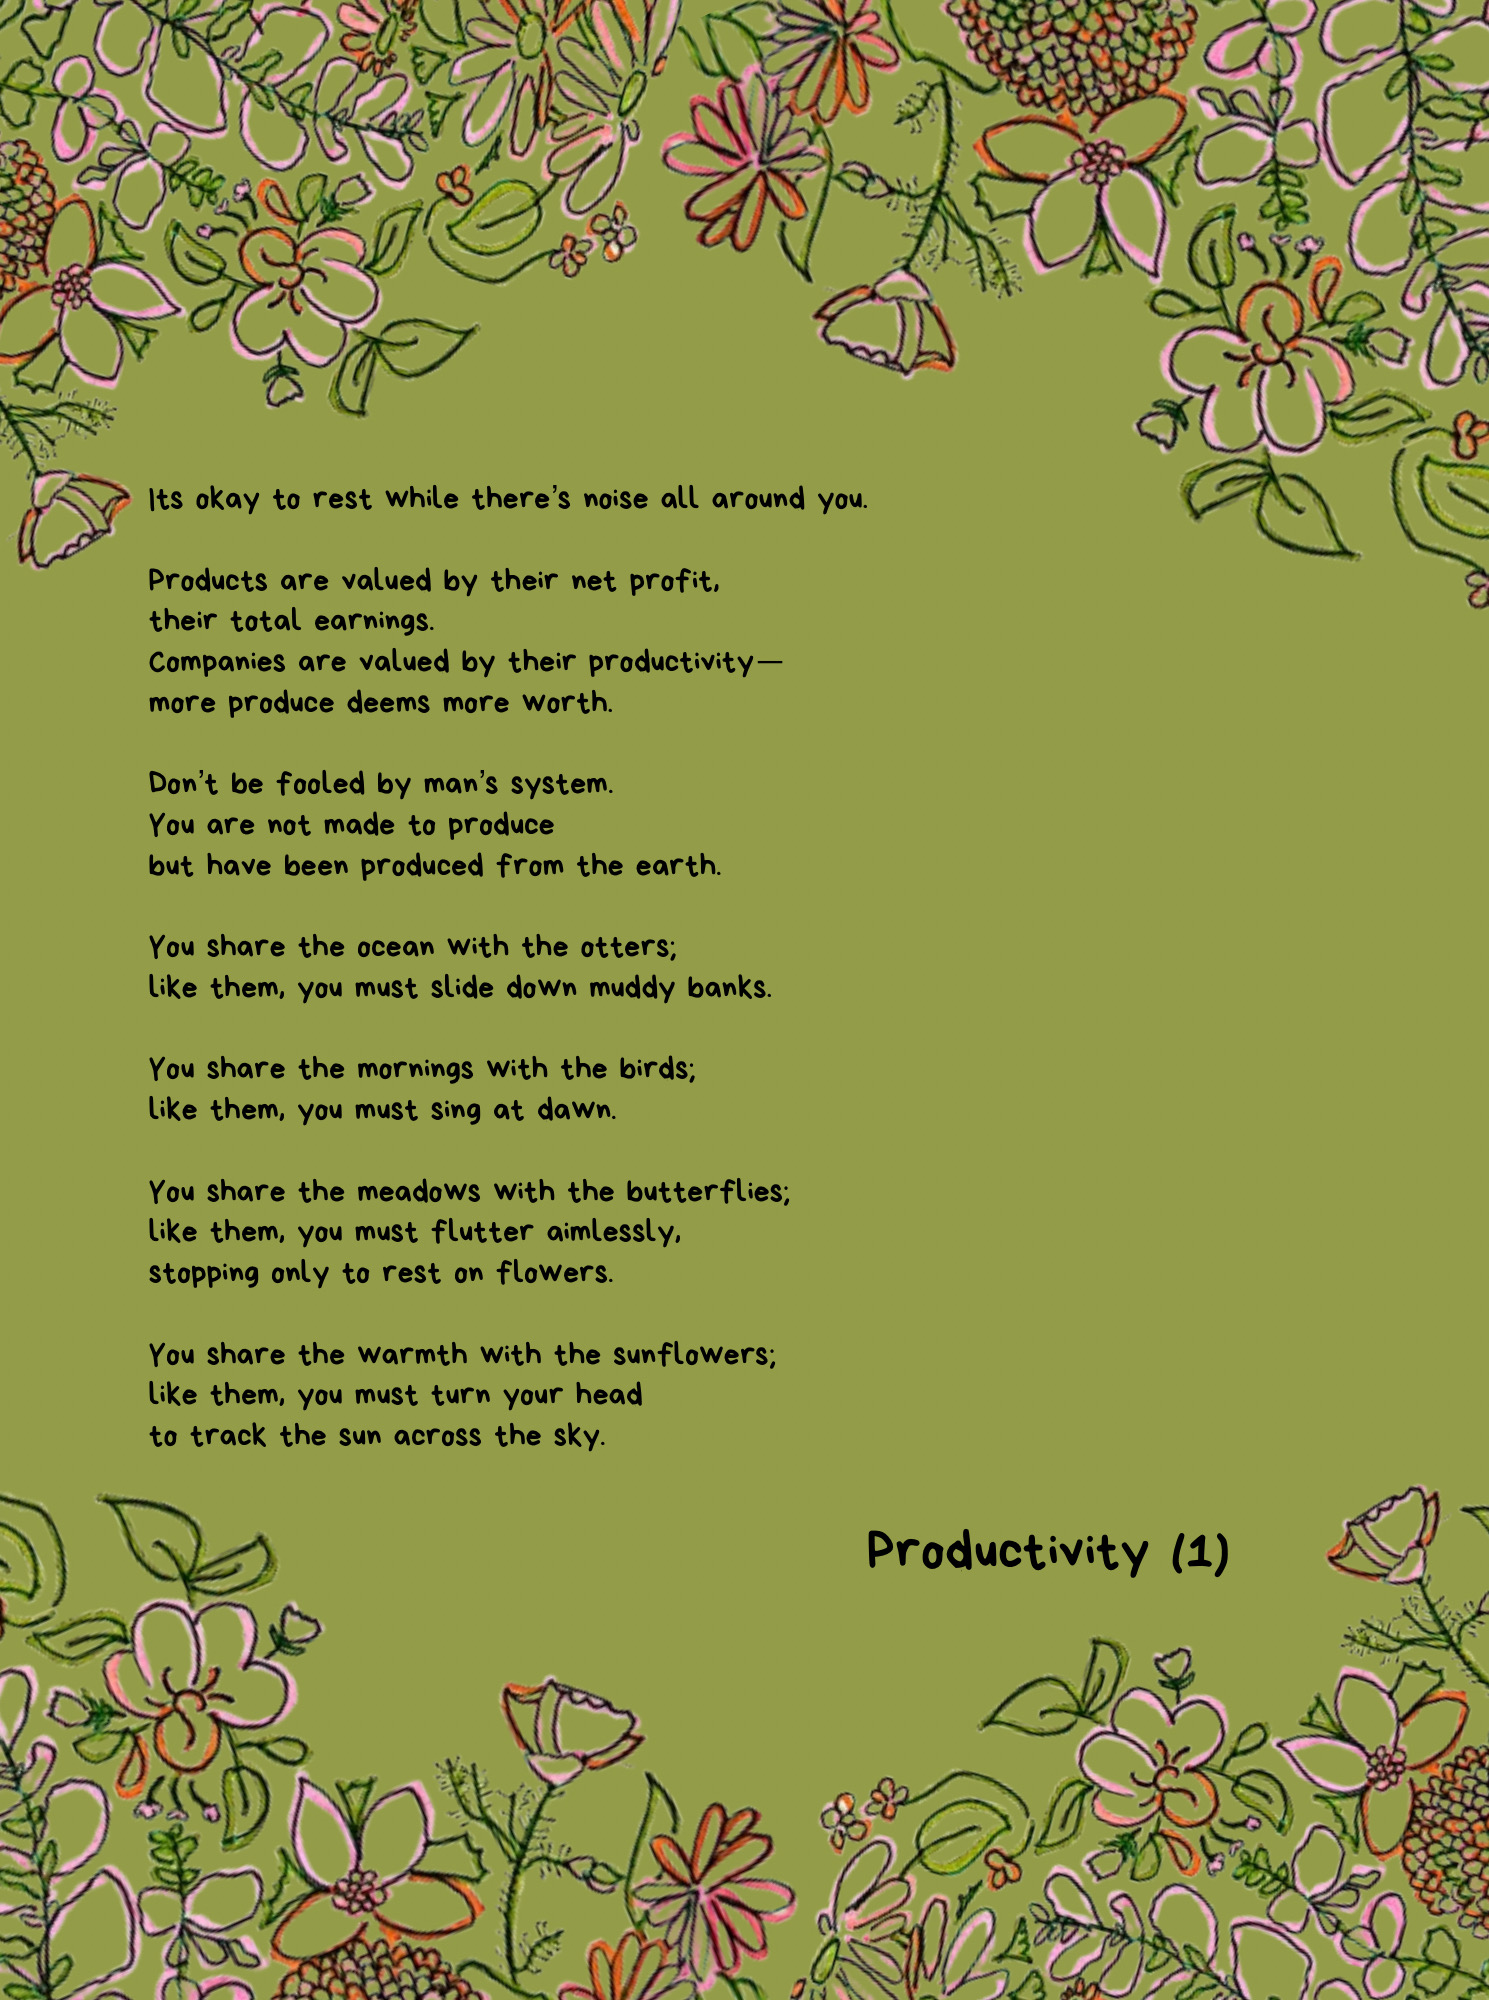 Its okay to rest while there's noise all around you.
Products are valued by their net profit,
their total earnings.
Companies are valued by their productivity—
more produce deems more worth.
Don't be fooled by man's system.
You are not made to produce
but have been produced from the earth.
You share the ocean with the otters;
like them, you must slide down muddy banks.
You share the mornings with the birds;
like them, you must sing at dawn.
You share the meadows with the butterflies;
like them, you must flutter aimlessly,
stopping only to rest on flowers.
You share the warmth with the sunflowers;
like them, you must turn your head
to track the sun across the sky.
Productivity (1)